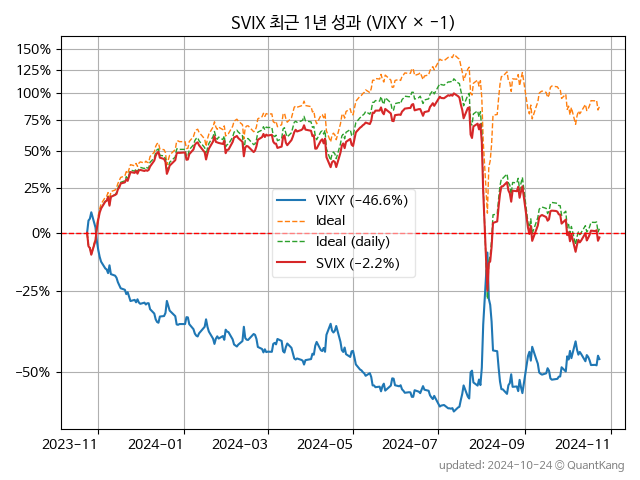 SVIX 최근 1년 성과 (VIXY × −1)
150%
125%
100%
75%
50%
25%
0%
−25%
−50%
VIXY (−46.6%)
Ideal
Ideal (daily)
SVIX (−2.2%)
2023−11
2024−01
2024−03
2024−05
2024−07
2024−09
2024−11
updated: 2024-10-24 © QuantKang